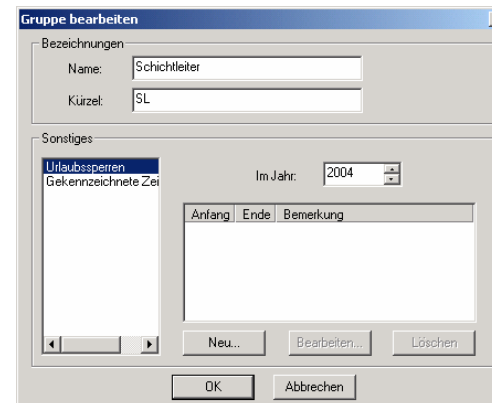 Gruppe bearbeiten
Bezeichnungen
Name: Schichtleiter
Kürzel: SL
Sonstiges
Urlaubssperren
Gekennzeichnete Zei
Im Jahr: 2004
Anfang Ende Bemerkung
Neu... Bearbeiten... Löschen
OK Abbrechen